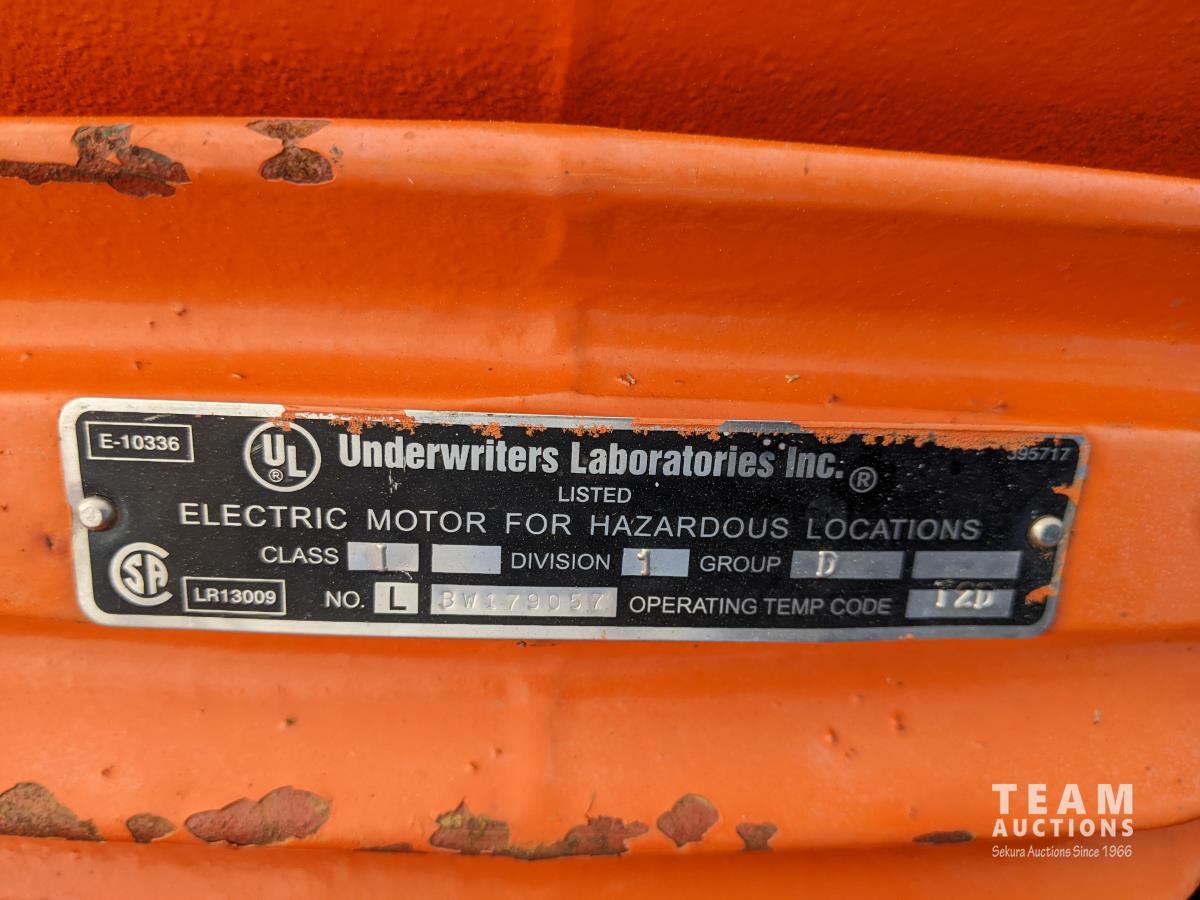 E-10336
UL ®
Underwriters Laboratories Inc. ®
395717
LISTED
ELECTRIC MOTOR FOR HAZARDOUS LOCATIONS
CLASS I DIVISION 1 GROUP D
SA
LR13009
NO. L BW179057 OPERATING TEMP CODE T2D
TEAM
AUCTIONS
Sekura Auctions Since 1966